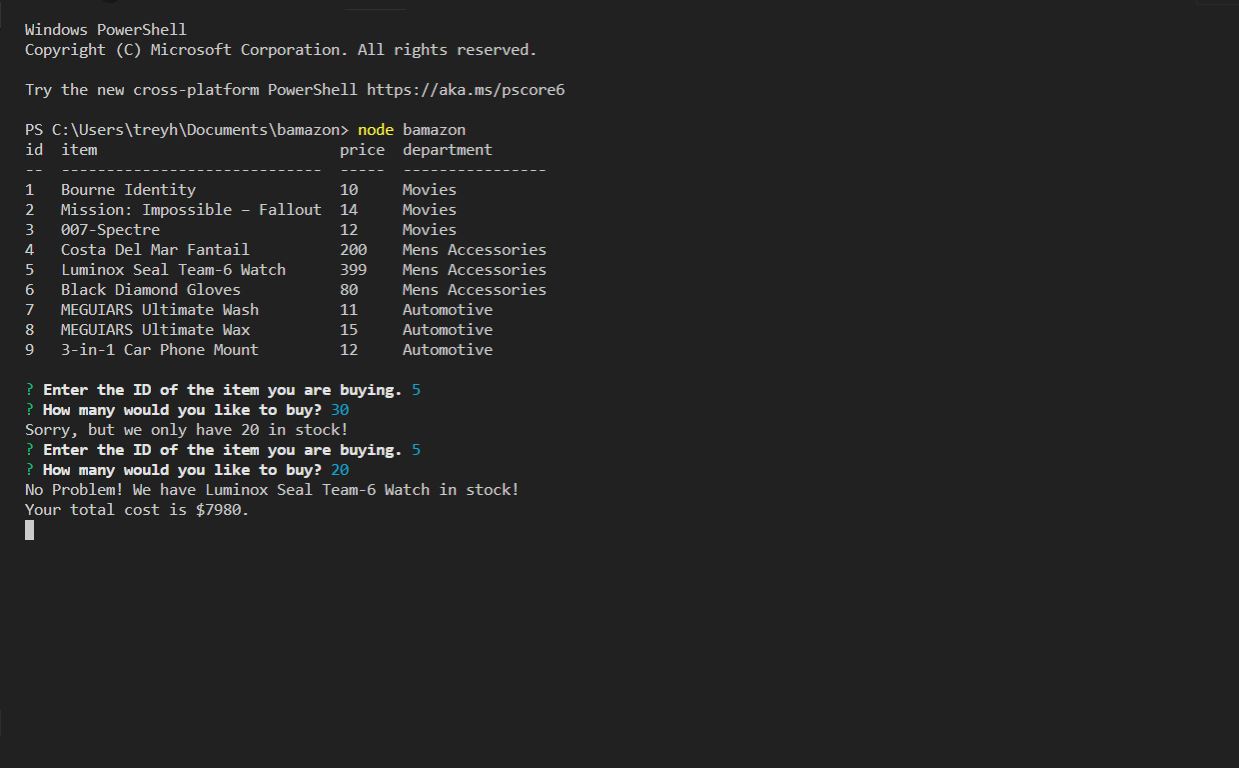 Windows PowerShell
Copyright (C) Microsoft Corporation. All rights reserved.
Try the new cross-platform PowerShell https://aka.ms/pscore6
PS C:\Users\treyh\Documents\bamazon> node bamazon
id  item                           price  department
--  -----------------------------  -----  ----------------
1   Bourne Identity                10     Movies
2   Mission: Impossible – Fallout  14     Movies
3   007-Spectre                    12     Movies
4   Costa Del Mar Fantail          200    Mens Accessories
5   Luminox Seal Team-6 Watch      399    Mens Accessories
6   Black Diamond Gloves           80     Mens Accessories
7   MEGUIARS Ultimate Wash         11     Automotive
8   MEGUIARS Ultimate Wax          15     Automotive
9   3-in-1 Car Phone Mount         12     Automotive
? Enter the ID of the item you are buying. 5
? How many would you like to buy? 30
Sorry, but we only have 20 in stock!
? Enter the ID of the item you are buying. 5
? How many would you like to buy? 20
No Problem! We have Luminox Seal Team-6 Watch in stock!
Your total cost is $7980.